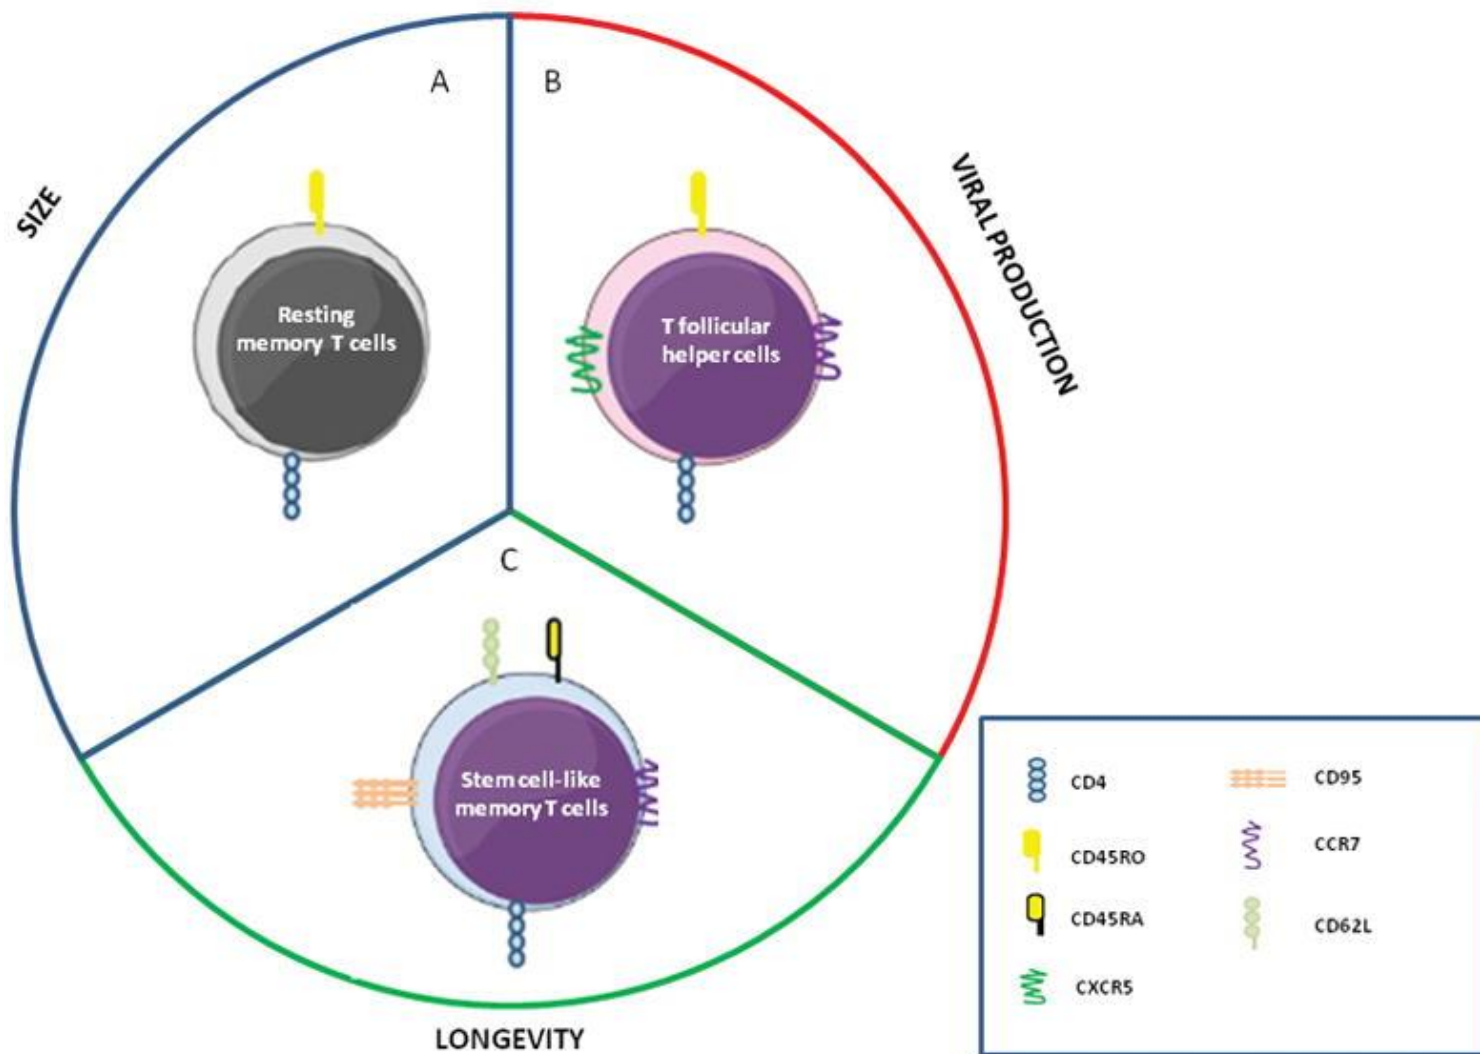 A
B
SIZE
VIRAL PRODUCTION
Resting
memory T cells
T follicular
helper cells
C
Stem cell-like
memory T cells
LONGEVITY
CD4
CD45RO
CD45RA
CXCR5
CD95
CCR7
CD62L